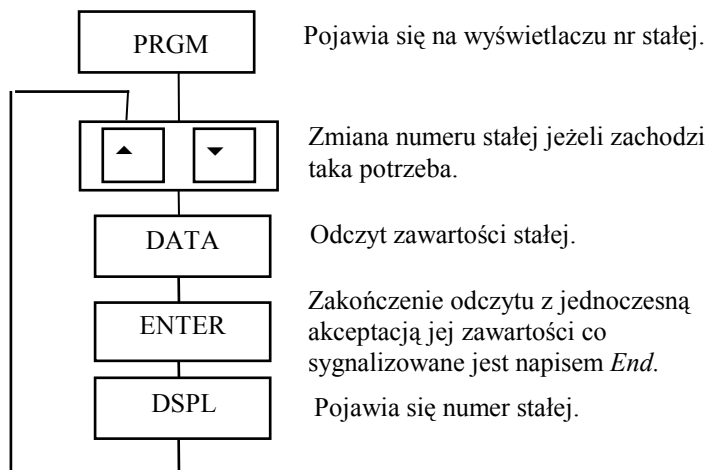 PRGM
Pojawia się na wyświetlaczu nr stałej.
Zmiana numeru stałej jeżeli zachodzi
taka potrzeba.
DATA
Odczyt zawartości stałej.
ENTER
Zakończenie odczytu z jednoczesną
akceptacją jej zawartości co
sygnalizowane jest napisem End.
DSPL
Pojawia się numer stałej.